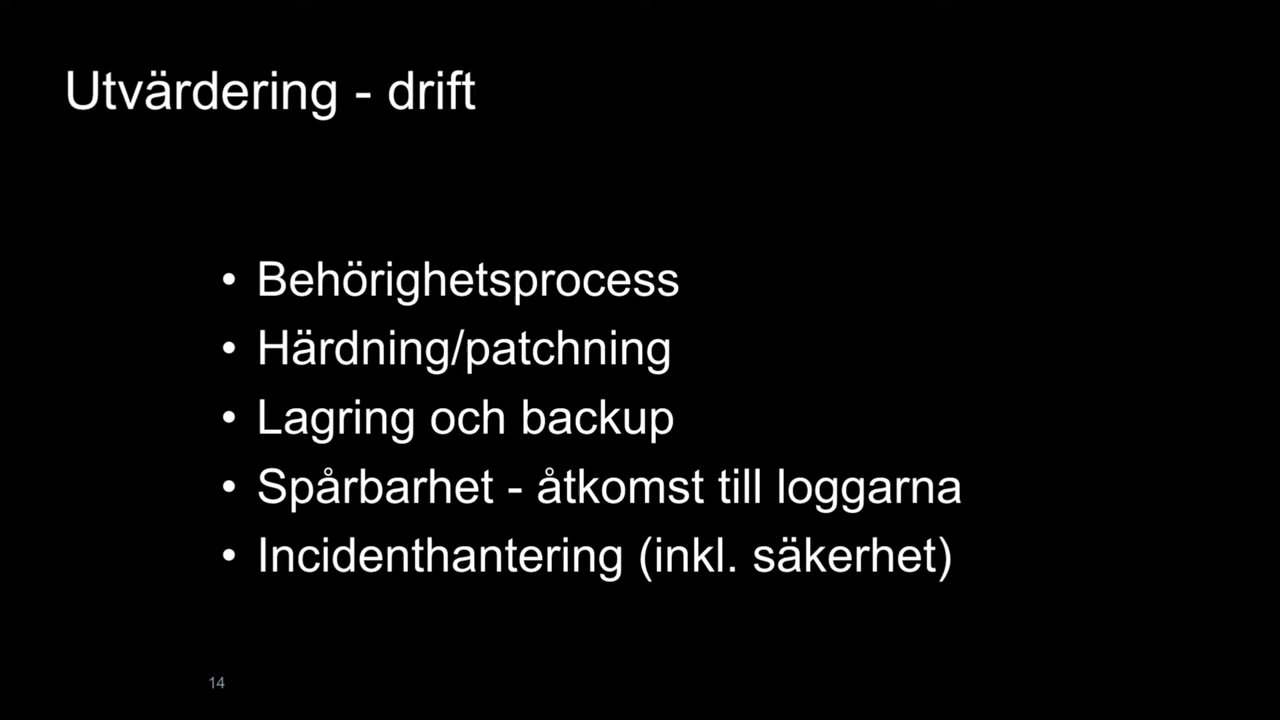 Utvärdering - drift
• Behörighetsprocess
• Härdning/patchning
• Lagring och backup
• Spårbarhet - åtkomst till loggarna
• Incidenthantering (inkl. säkerhet)
14